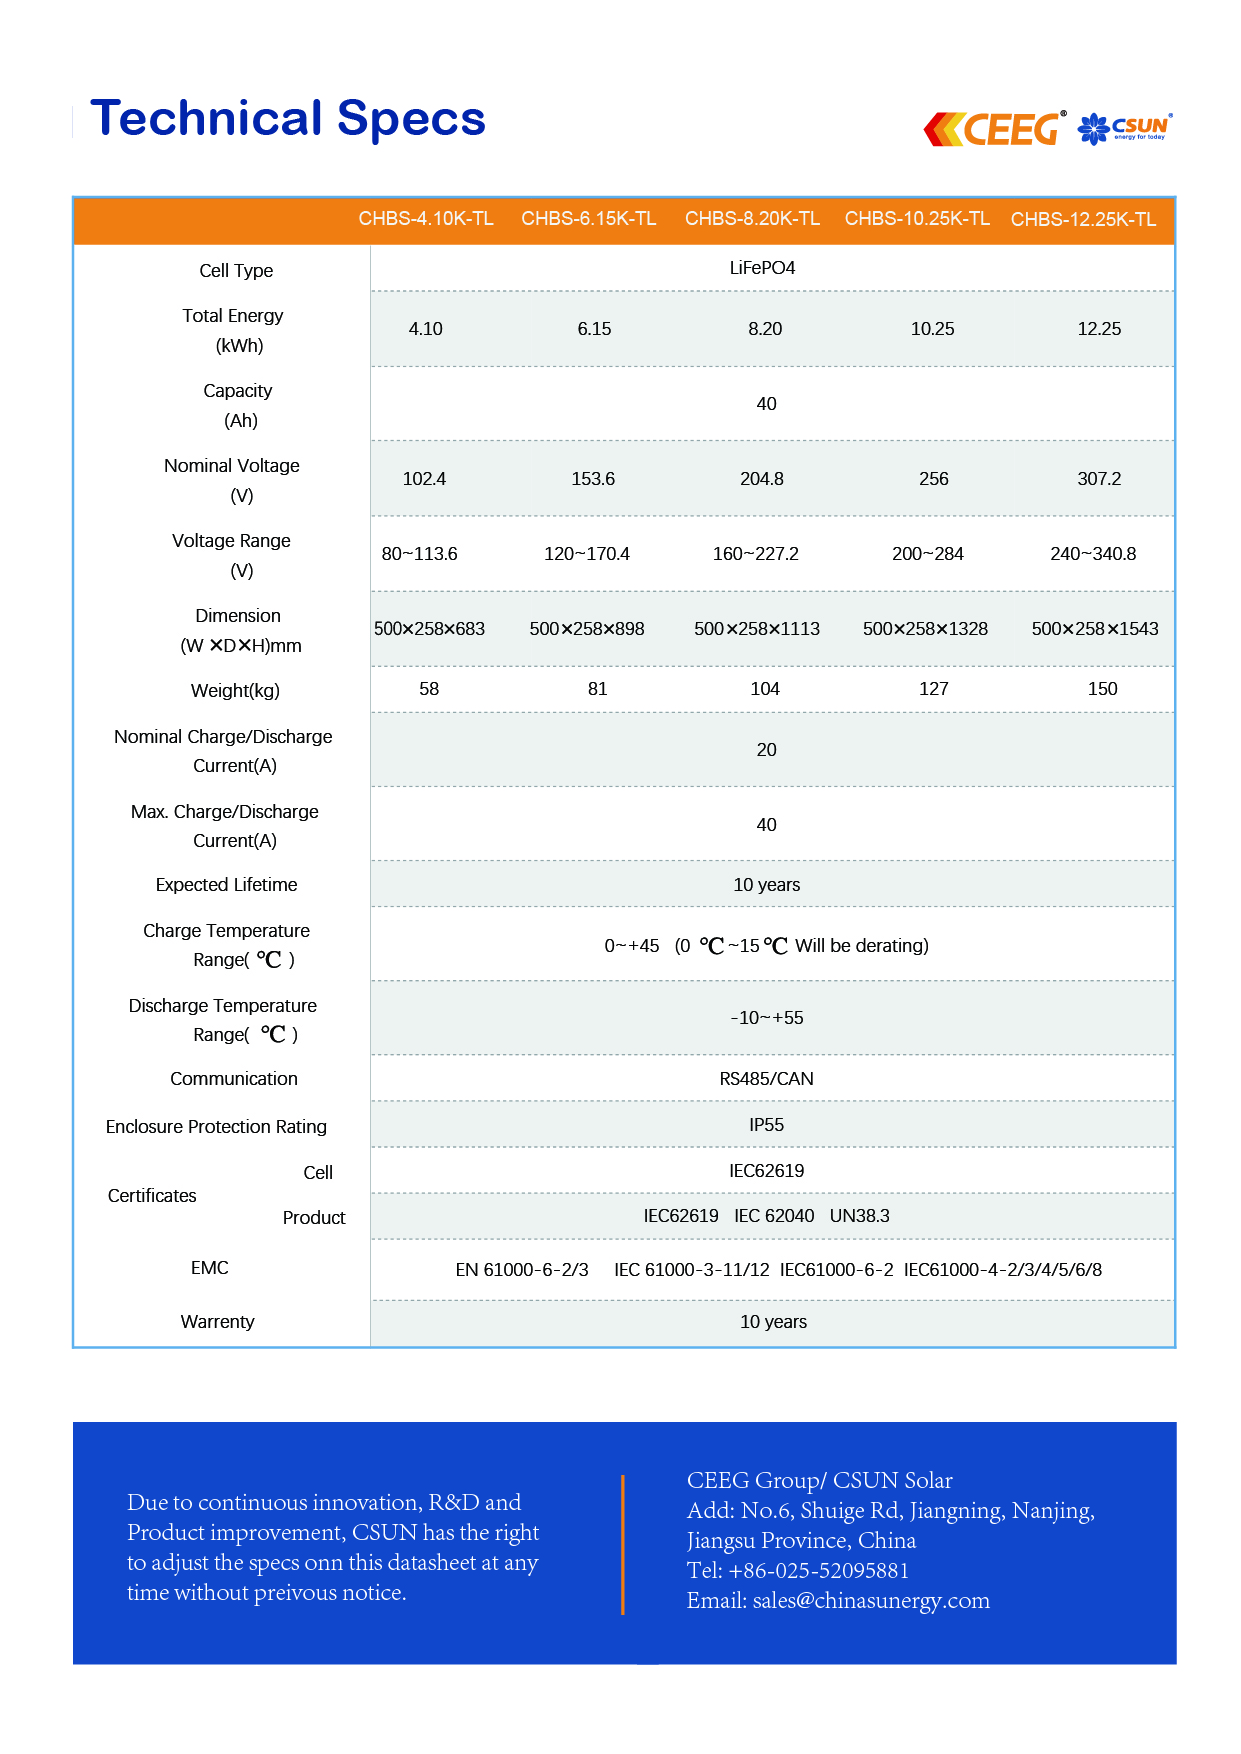 Technical Specs
CEEG®
CSUN®
energy for today
CHBS-4.10K-TL CHBS-6.15K-TL CHBS-8.20K-TL CHBS-10.25K-TL CHBS-12.25K-TL
Cell Type LiFePO4
Total Energy
(kWh) 4.10 6.15 8.20 10.25 12.25
Capacity
(Ah) 40
Nominal Voltage
(V) 102.4 153.6 204.8 256 307.2
Voltage Range
(V) 80~113.6 120~170.4 160~227.2 200~284 240~340.8
Dimension
(W ×D×H)mm 500×258×683 500×258×898 500×258×1113 500×258×1328 500×258×1543
Weight(kg) 58 81 104 127 150
Nominal Charge/Discharge
Current(A) 20
Max. Charge/Discharge
Current(A) 40
Expected Lifetime 10 years
Charge Temperature
Range( ℃ ) 0~+45 (0 ℃ ~15 ℃ Will be derating)
Discharge Temperature
Range( ℃ ) -10~+55
Communication RS485/CAN
Enclosure Protection Rating IP55
Certificates
Cell IEC62619
Product IEC62619 IEC 62040 UN38.3
EMC EN 61000-6-2/3 IEC 61000-3-11/12 IEC61000-6-2 IEC61000-4-2/3/4/5/6/8
Warrenty 10 years
Due to continuous innovation, R&D and
Product improvement, CSUN has the right
to adjust the specs onn this datasheet at any
time without preivous notice.
CEEG Group/ CSUN Solar
Add: No.6, Shuige Rd, Jiangning, Nanjing,
Jiangsu Province, China
Tel: +86-025-52095881
Email: sales@chinasunergy.com